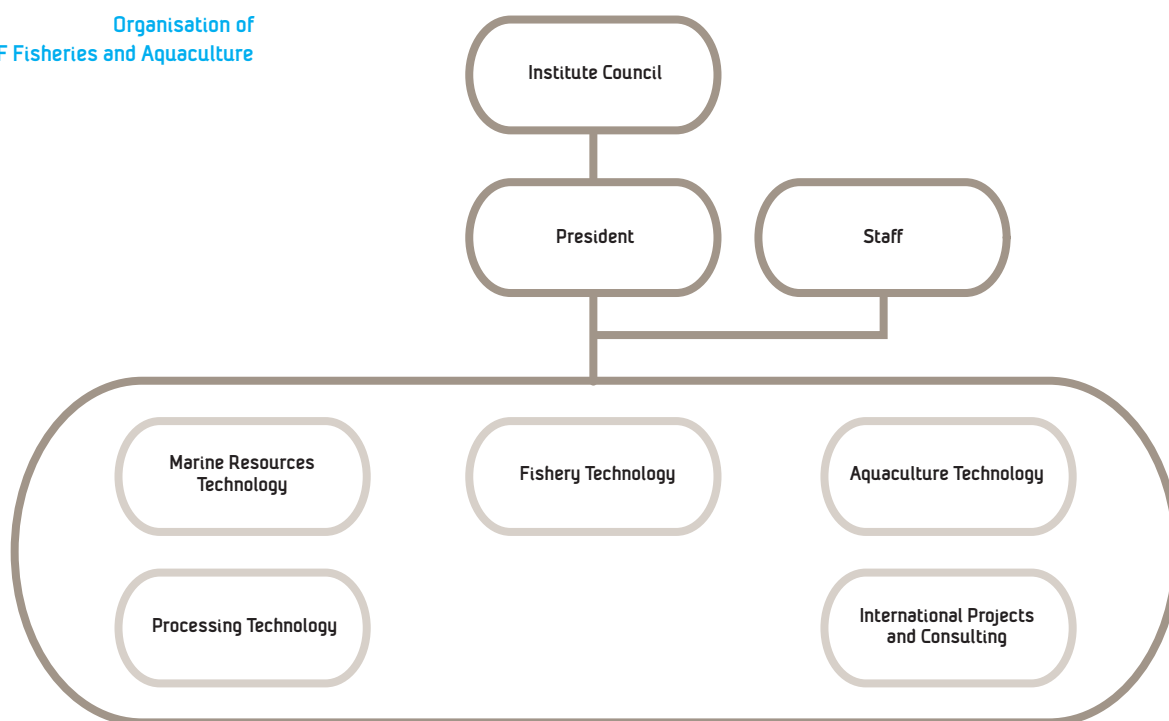 Organisation of
Fisheries and Aquaculture
Institute Council
President
Staff
Marine Resources
Technology
Fishery Technology
Aquaculture Technology
Processing Technology
International Projects
and Consulting